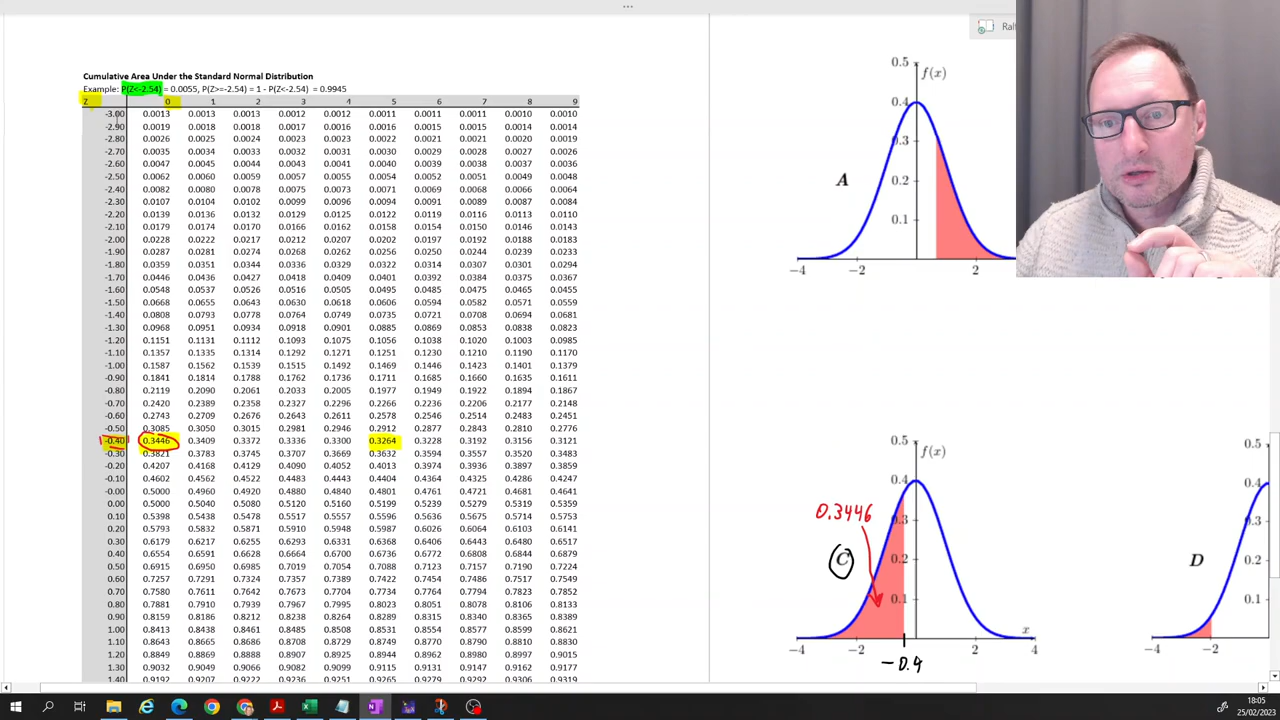 Cumulative Area Under the Standard Normal Distribution
Example: P(Z<-2.54) = 0.0055, P(Z>=-2.54) = 1 - P(Z<-2.54) = 0.9945
Z 0 1 2 3 4 5 6 7 8 9
-3.00 0.0013 0.0013 0.0013 0.0012 0.0012 0.0011 0.0011 0.0011 0.0010 0.0010
-2.90 0.0019 0.0018 0.0018 0.0017 0.0016 0.0016 0.0015 0.0015 0.0014 0.0014
-2.80 0.0026 0.0025 0.0024 0.0023 0.0023 0.0022 0.0021 0.0021 0.0020 0.0019
-2.70 0.0035 0.0034 0.0033 0.0032 0.0031 0.0030 0.0029 0.0028 0.0027 0.0026
-2.60 0.0047 0.0045 0.0044 0.0043 0.0041 0.0040 0.0039 0.0038 0.0037 0.0036
-2.50 0.0062 0.0060 0.0059 0.0057 0.0055 0.0054 0.0052 0.0051 0.0049 0.0048
-2.40 0.0082 0.0080 0.0078 0.0075 0.0073 0.0071 0.0069 0.0068 0.0066 0.0064
-2.30 0.0107 0.0104 0.0102 0.0099 0.0096 0.0094 0.0091 0.0089 0.0087 0.0084
-2.20 0.0139 0.0136 0.0132 0.0129 0.0125 0.0122 0.0119 0.0116 0.0113 0.0110
-2.10 0.0179 0.0174 0.0170 0.0166 0.0162 0.0158 0.0154 0.0150 0.0146 0.0143
-2.00 0.0228 0.0222 0.0217 0.0212 0.0207 0.0202 0.0197 0.0192 0.0188 0.0183
-1.90 0.0287 0.0281 0.0274 0.0268 0.0262 0.0256 0.0250 0.0244 0.0239 0.0233
-1.80 0.0359 0.0351 0.0344 0.0336 0.0329 0.0322 0.0314 0.0307 0.0301 0.0294
-1.70 0.0446 0.0436 0.0427 0.0418 0.0409 0.0401 0.0392 0.0384 0.0375 0.0367
-1.60 0.0548 0.0537 0.0526 0.0516 0.0505 0.0495 0.0485 0.0475 0.0465 0.0455
-1.50 0.0668 0.0655 0.0643 0.0630 0.0618 0.0606 0.0594 0.0582 0.0571 0.0559
-1.40 0.0808 0.0793 0.0778 0.0764 0.0749 0.0735 0.0721 0.0708 0.0694 0.0681
-1.30 0.0968 0.0951 0.0934 0.0918 0.0901 0.0885 0.0869 0.0853 0.0838 0.0823
-1.20 0.1151 0.1131 0.1112 0.1093 0.1075 0.1056 0.1038 0.1020 0.1003 0.0985
-1.10 0.1357 0.1335 0.1314 0.1292 0.1271 0.1251 0.1230 0.1210 0.1190 0.1170
-1.00 0.1587 0.1562 0.1539 0.1515 0.1492 0.1469 0.1446 0.1423 0.1401 0.1379
-0.90 0.1841 0.1814 0.1788 0.1762 0.1736 0.1711 0.1685 0.1660 0.1635 0.1611
-0.80 0.2119 0.2090 0.2061 0.2033 0.2005 0.1977 0.1949 0.1922 0.1894 0.1867
-0.70 0.2420 0.2389 0.2358 0.2327 0.2296 0.2266 0.2236 0.2206 0.2177 0.2148
-0.60 0.2743 0.2709 0.2676 0.2643 0.2611 0.2578 0.2546 0.2514 0.2483 0.2451
-0.50 0.3085 0.3050 0.3015 0.2981 0.2946 0.2912 0.2877 0.2843 0.2810 0.2776
-0.40 0.3446 0.3409 0.3372 0.3336 0.3300 0.3264 0.3228 0.3192 0.3156 0.3121
-0.30 0.3821 0.3783 0.3745 0.3707 0.3669 0.3632 0.3594 0.3557 0.3520 0.3483
-0.20 0.4207 0.4168 0.4129 0.4090 0.4052 0.4013 0.3974 0.3936 0.3897 0.3859
-0.10 0.4602 0.4562 0.4522 0.4483 0.4443 0.4404 0.4364 0.4325 0.4286 0.4247
-0.00 0.5000 0.4960 0.4920 0.4880 0.4840 0.4801 0.4761 0.4721 0.4681 0.4641
0.00 0.5000 0.5040 0.5080 0.5120 0.5160 0.5199 0.5239 0.5279 0.5319 0.5359
0.10 0.5398 0.5438 0.5478 0.5517 0.5557 0.5596 0.5636 0.5675 0.5714 0.5753
0.20 0.5793 0.5832 0.5871 0.5910 0.5948 0.5987 0.6026 0.6064 0.6103 0.6141
0.30 0.6179 0.6217 0.6255 0.6293 0.6331 0.6368 0.6406 0.6443 0.6480 0.6517
0.40 0.6554 0.6591 0.6628 0.6664 0.6700 0.6736 0.6772 0.6808 0.6844 0.6879
0.50 0.6915 0.6950 0.6985 0.7019 0.7054 0.7088 0.7123 0.7157 0.7190 0.7224
0.60 0.7257 0.7291 0.7324 0.7357 0.7389 0.7422 0.7454 0.7486 0.7517 0.7549
0.70 0.7580 0.7611 0.7642 0.7673 0.7704 0.7734 0.7764 0.7794 0.7823 0.7852
0.80 0.7881 0.7910 0.7939 0.7967 0.7995 0.8023 0.8051 0.8078 0.8106 0.8133
0.90 0.8159 0.8186 0.8212 0.8238 0.8264 0.8289 0.8315 0.8340 0.8365 0.8389
1.00 0.8413 0.8438 0.8461 0.8485 0.8508 0.8531 0.8554 0.8577 0.8599 0.8621
1.10 0.8643 0.8665 0.8686 0.8708 0.8729 0.8749 0.8770 0.8790 0.8810 0.8830
1.20 0.8849 0.8869 0.8888 0.8907 0.8925 0.8944 0.8962 0.8980 0.8997 0.9015
1.30 0.9032 0.9049 0.9066 0.9082 0.9099 0.9115 0.9131 0.9147 0.9162 0.9177
1.40 0.9192 0.9207 0.9222 0.9236 0.9251 0.9265 0.9279 0.9292 0.9306 0.9319
Ral
0.5 f(x)
0.4
0.3
A 0.2
0.1
−4 −2 2
0.5 f(x)
0.4
0.3446
0.3
C 0.2
0.1
x
−4 −2 2 4
−0.4
0.5
0.4
0.3
D 0.2
0.1
−4 −2
18:05
25/02/2023